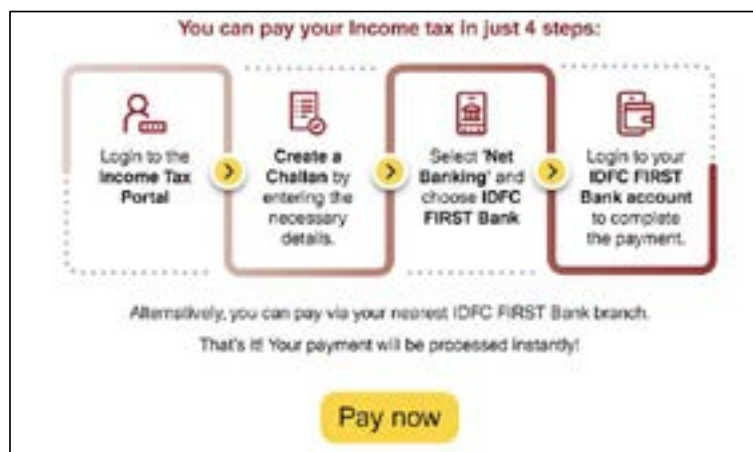 You can pay your Income tax in just 4 steps:
Login to the
Income Tax
Portal
Create a
Challan by
entering the
necessary
details.
Select 'Net
Banking' and
choose IDFC
FIRST Bank
Login to your
IDFC FIRST
Bank account
to complete
the payment.
Alternatively, you can pay via your nearest IDFC FIRST Bank branch.
That's it! Your payment will be processed instantly!
Pay now